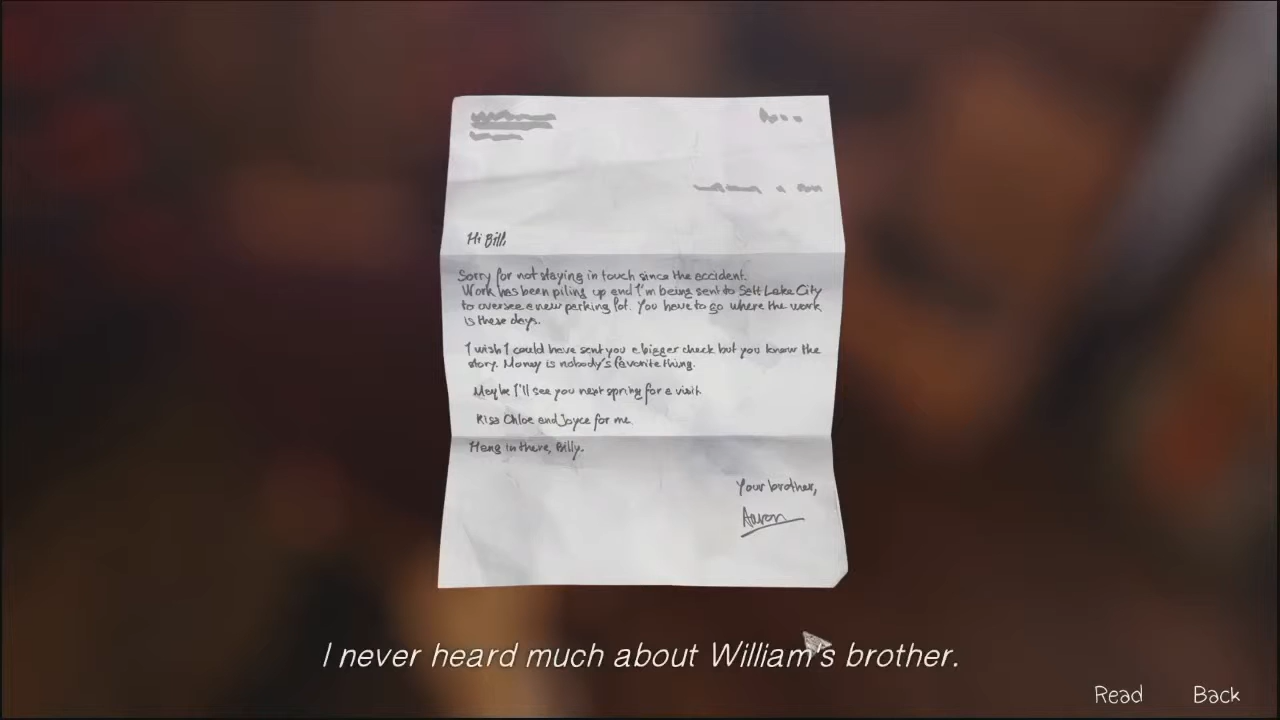 Hi Bill,
Sorry for not staying in touch since the accident.
Work has been piling up and I'm being sent to Salt Lake City
to oversee a new parking lot. You have to go where the work
is these days.
I wish I could have sent you a bigger check but you know the
story. Money is nobody's favorite thing.
Maybe I'll see you next spring for a visit.
Kiss Chloe and Joyce for me.
Hang in there, Billy.
Your brother,
Aaron
I never heard much about William's brother.
Read Back